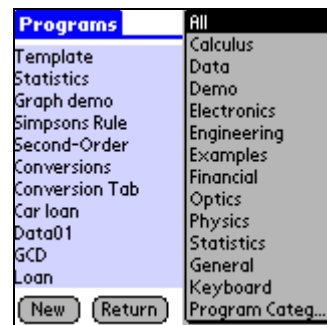 Programs
Template
Statistics
Graph demo
Simpsons Rule
Second-Order
Conversions
Conversion Tab
Car loan
Data01
GCD
Loan
New
Return
All
Calculus
Data
Demo
Electronics
Engineering
Examples
Financial
Optics
Physics
Statistics
General
Keyboard
Program Categ...